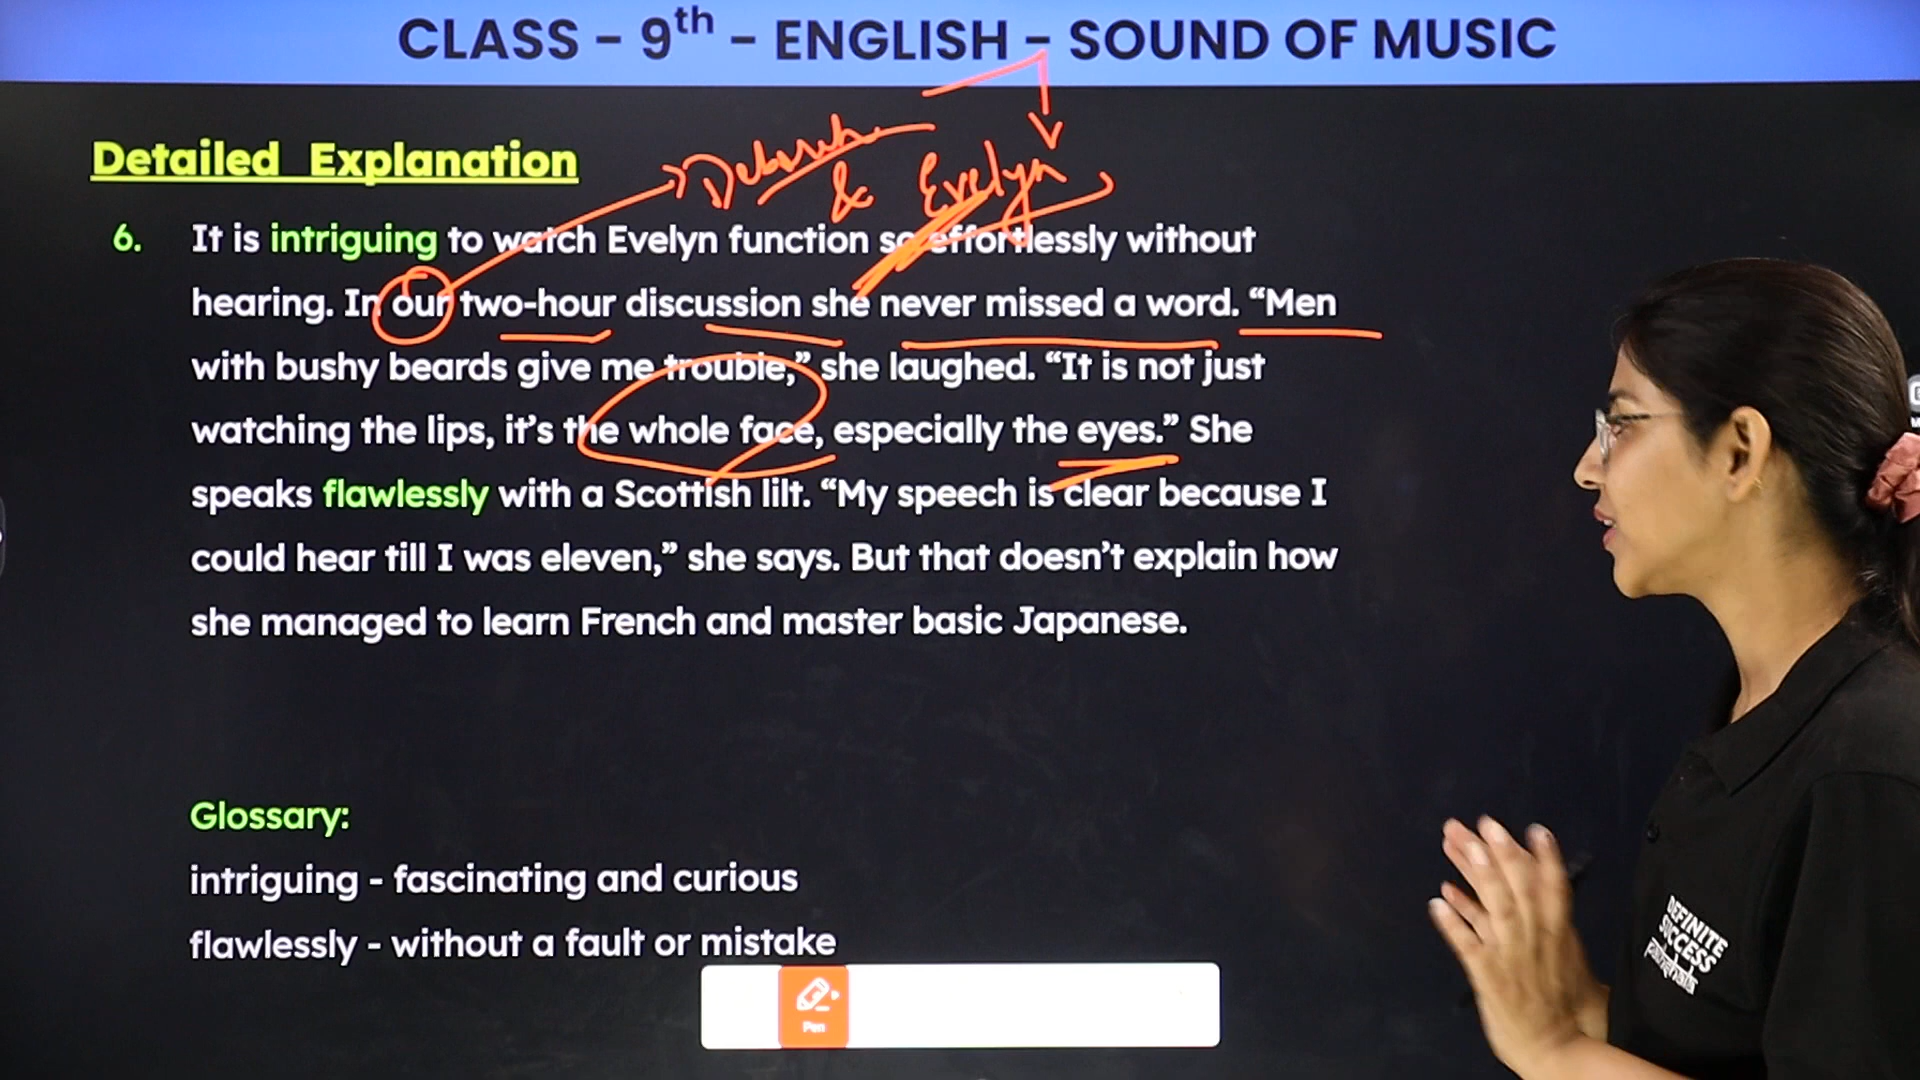 CLASS - 9th - ENGLISH - SOUND OF MUSIC
Detailed Explanation
Deborah
& Evelyn
6. It is intriguing to watch Evelyn function so effortlessly without
hearing. In our two-hour discussion she never missed a word. “Men
with bushy beards give me trouble,” she laughed. “It is not just
watching the lips, it’s the whole face, especially the eyes.” She
speaks flawlessly with a Scottish lilt. “My speech is clear because I
could hear till I was eleven,” she says. But that doesn’t explain how
she managed to learn French and master basic Japanese.
Glossary:
intriguing - fascinating and curious
flawlessly - without a fault or mistake
Pen
DEFINITE
SUCCESS